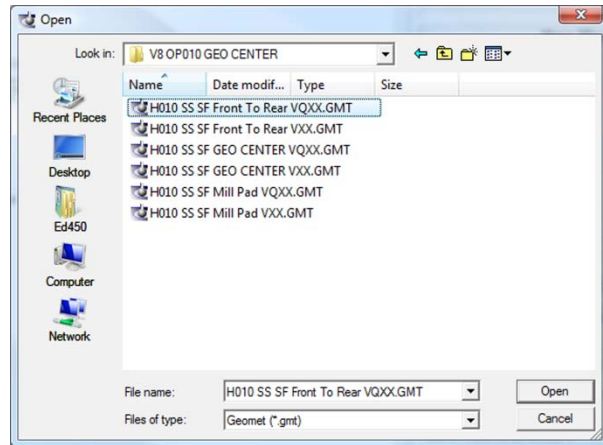 Open
Look in: V8 OP010 GEO CENTER
Name Date modif... Type Size
H010 SS SF Front To Rear VQXX.GMT
H010 SS SF Front To Rear VXX.GMT
H010 SS SF GEO CENTER VQXX.GMT
H010 SS SF GEO CENTER VXX.GMT
H010 SS SF Mill Pad VQXX.GMT
H010 SS SF Mill Pad VXX.GMT
Recent Places
Desktop
Ed450
Computer
Network
File name: H010 SS SF Front To Rear VQXX.GMT Open
Files of type: Geomet (*.gmt) Cancel